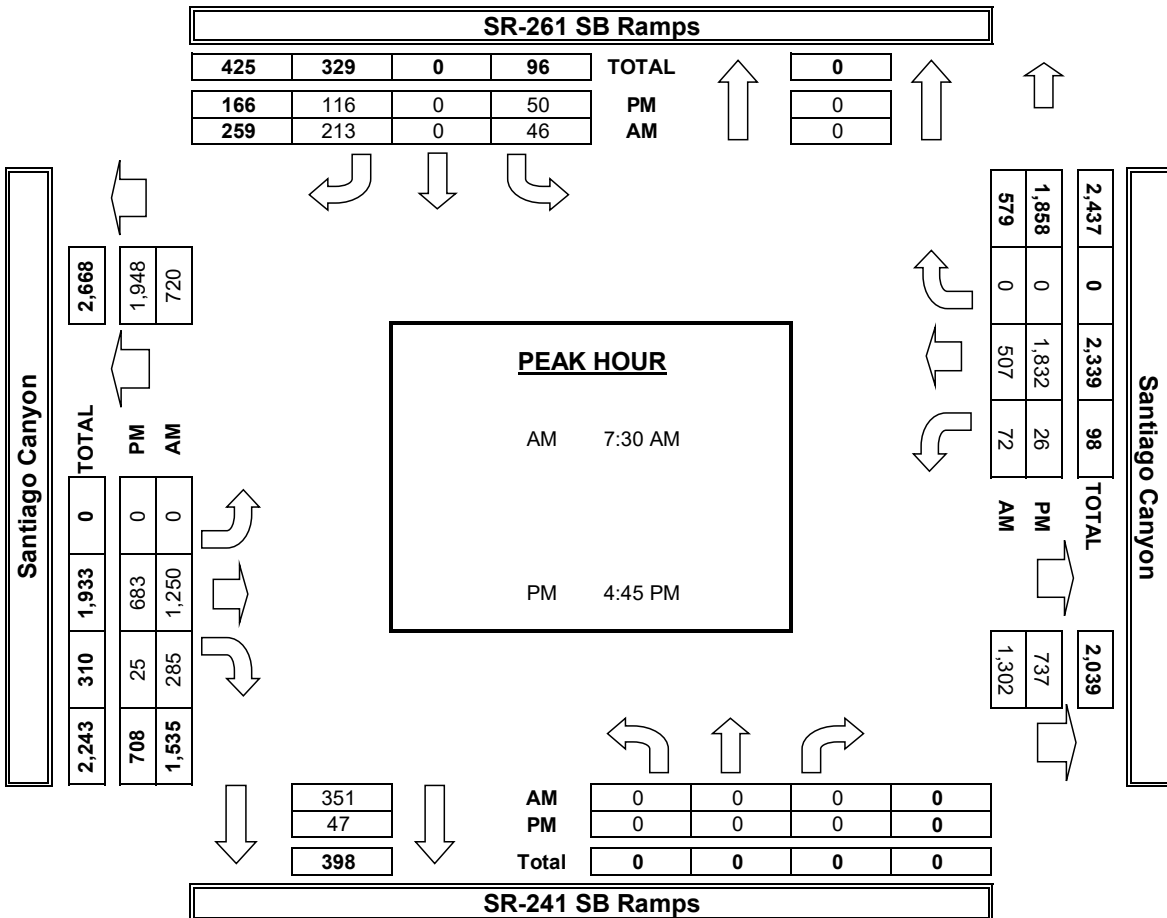 SR-261 SB Ramps
425 329 0 96 TOTAL 0
166 116 0 50 PM 0
259 213 0 46 AM 0
Santiago Canyon
2,668
1,948
720
TOTAL
PM
AM
0 1,933 310 2,243
0 683 25 708
0 1,250 285 1,535
PEAK HOUR
AM 7:30 AM
PM 4:45 PM
2,437 0 2,339 98 TOTAL
1,858 0 1,832 26 PM
579 0 507 72 AM
2,039
737
1,302
Santiago Canyon
351 AM 0 0 0 0
47 PM 0 0 0 0
398 Total 0 0 0 0
SR-241 SB Ramps